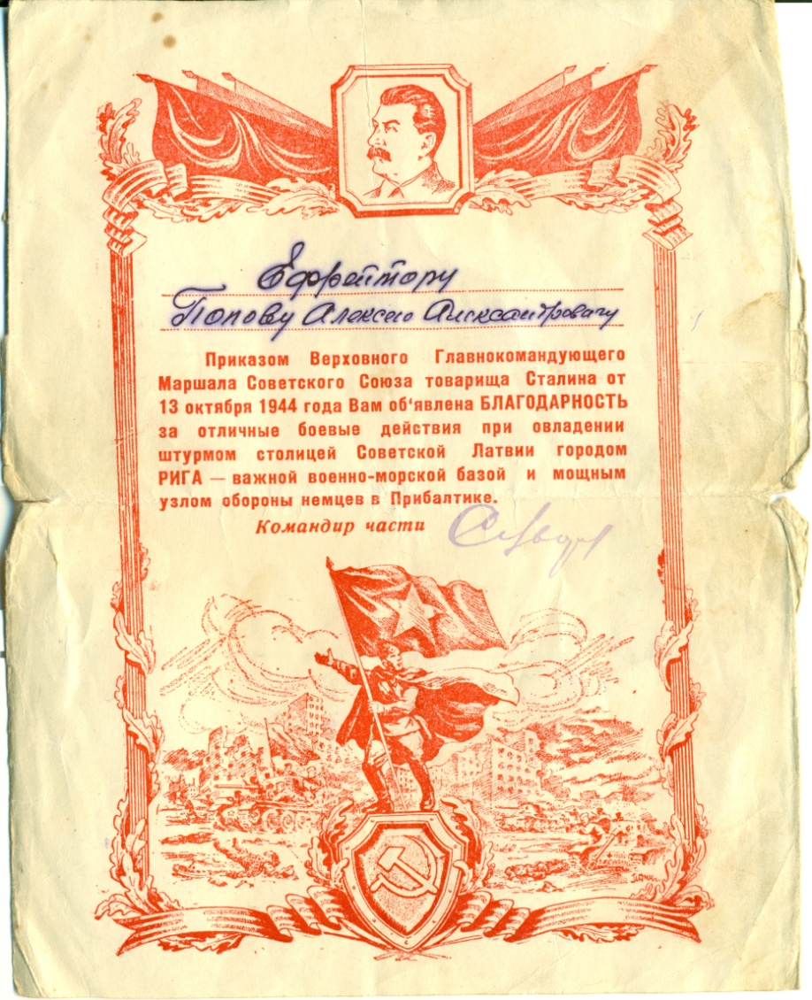 Ефрейтору
Попову Алексею Александровичу
Приказом Верховного Главнокомандующего
Маршала Советского Союза товарища Сталина от
13 октября 1944 года Вам об'явлена БЛАГОДАРНОСТЬ
за отличные боевые действия при овладении
штурмом столицей Советской Латвии городом
РИГА — важной военно-морской базой и мощным
узлом обороны немцев в Прибалтике.
Командир части